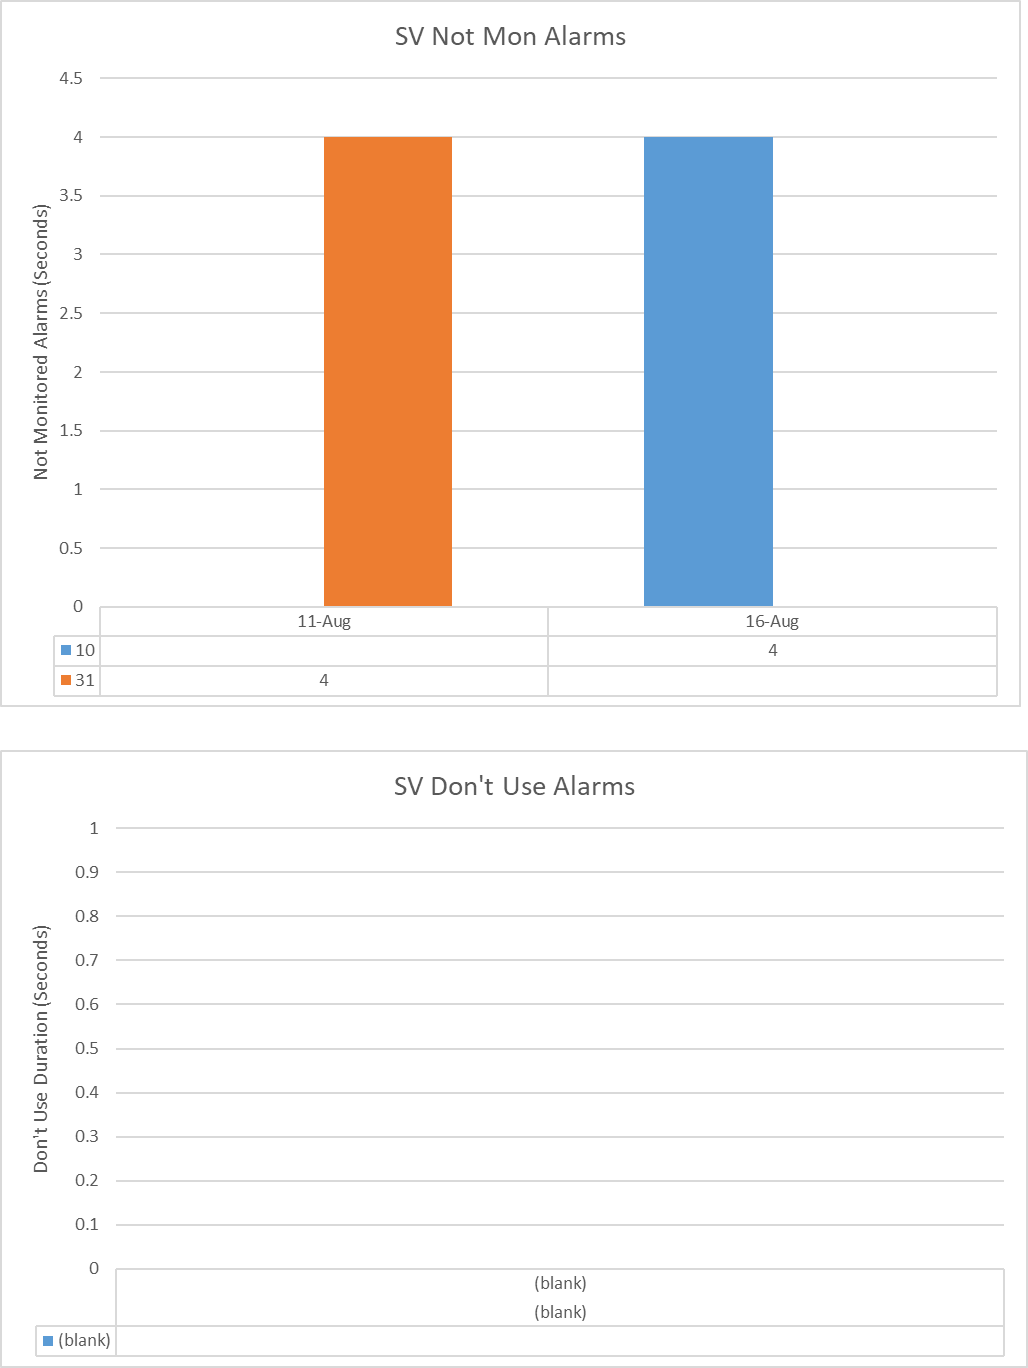 SV Not Mon Alarms
Not Monitored Alarms (Seconds)
4.5
4
3.5
3
2.5
2
1.5
1
0.5
0
11-Aug 16-Aug
10 4
31 4
SV Don't Use Alarms
Don't Use Duration (Seconds)
1
0.9
0.8
0.7
0.6
0.5
0.4
0.3
0.2
0.1
0
(blank)
(blank)
(blank)